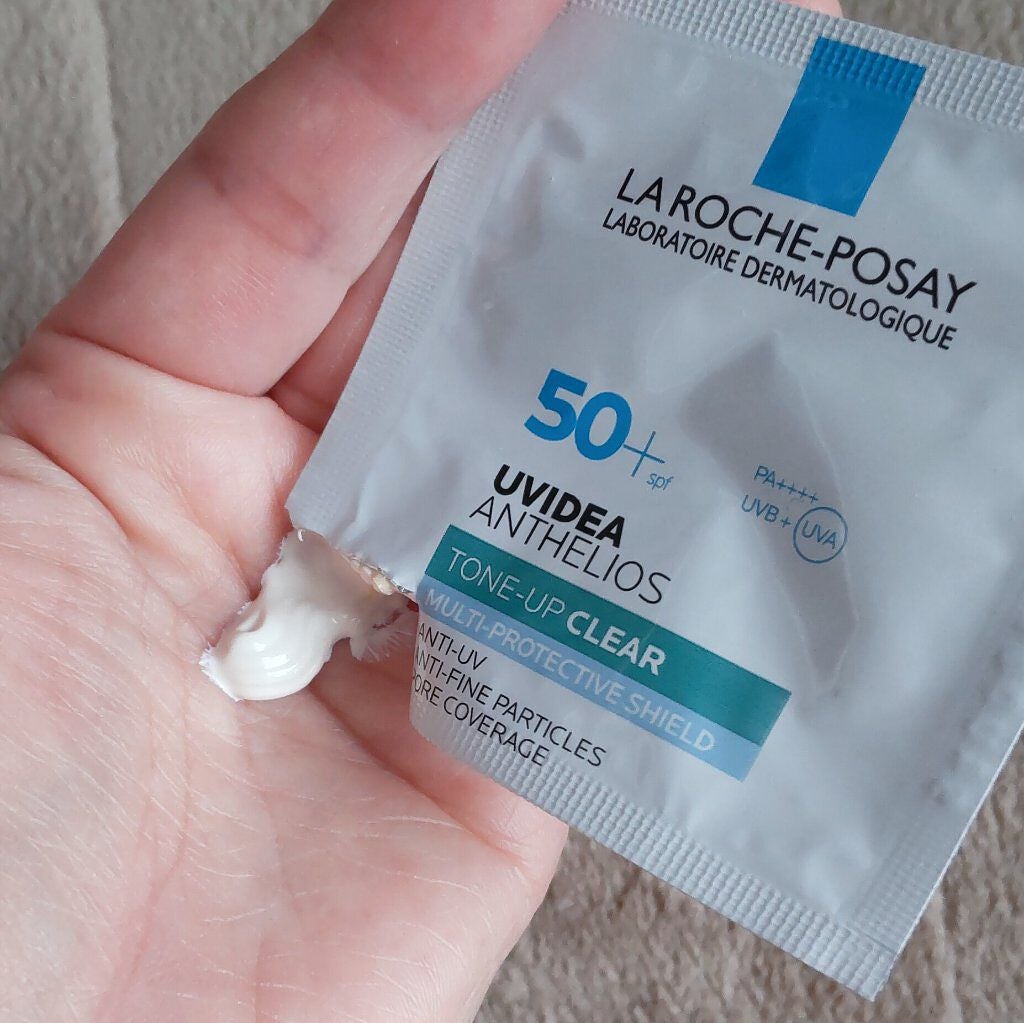 LA ROCHE-POSAY
LABORATOIRE DERMATOLOGIQUE
50+
spf
PA++++
UVB+ UVA
UVIDEA
ANTHELIOS
TONE-UP CLEAR
MULTI-PROTECTIVE SHIELD
ANTI-UV
ANTI-FINE PARTICLES
PORE COVERAGE